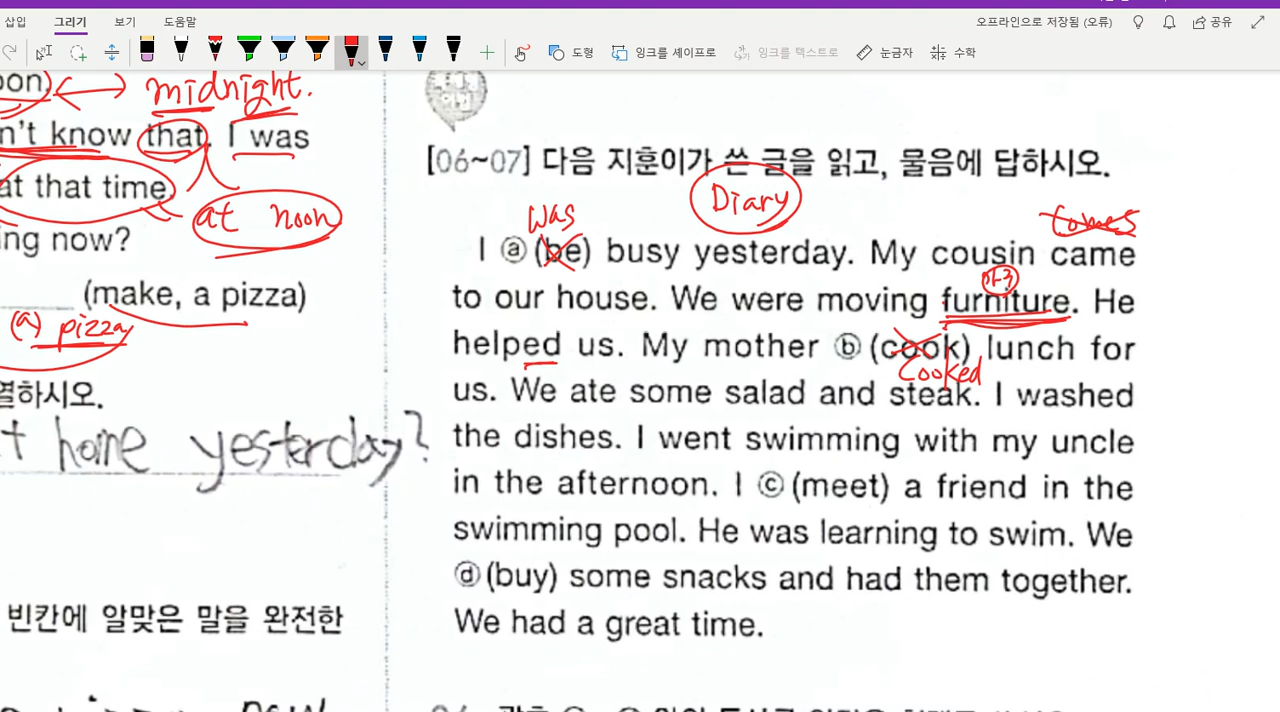 삽입 그리기 보기 도움말 오프라인으로 저장됨 (오류) 공유
도형 잉크를 셰이프로 잉크를 텍스트로 눈금자 수학
oon) midnight.
n't know that. I was
at that time.
at noon
ing now?
(make, a pizza)
(a) pizza
열하시오.
t home yesterday?
빈칸에 알맞은 말을 완전한
[06~07] 다음 지훈이가 쓴 글을 읽고, 물음에 답하시오.
Diary
was comes
I ⓐ (be) busy yesterday. My cousin came
가구
to our house. We were moving furniture. He
helped us. My mother ⓑ (cook) lunch for
cooked
us. We ate some salad and steak. I washed
the dishes. I went swimming with my uncle
in the afternoon. I ⓒ (meet) a friend in the
swimming pool. He was learning to swim. We
ⓓ (buy) some snacks and had them together.
We had a great time.